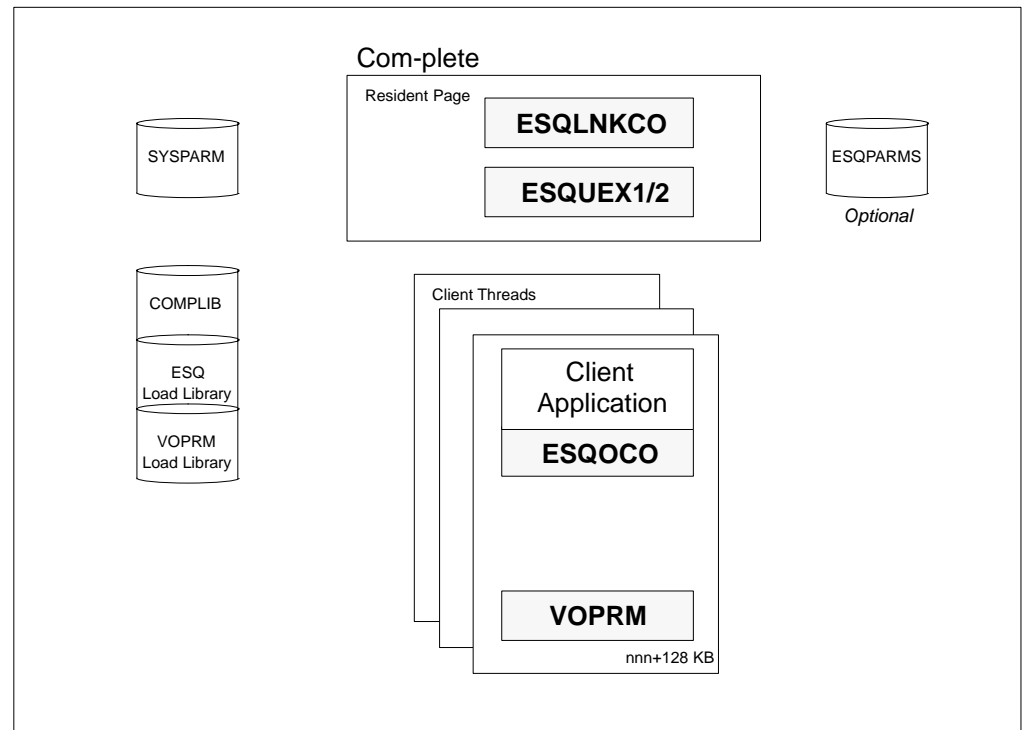 Com-plete
Resident Page
ESQLNKCO
ESQUEX1/2
SYSPARM
ESQPARMS
Optional
COMPLIB
ESQ
Load Library
VOPRM
Load Library
Client Threads
Client
Application
ESQOCO
VOPRM
nnn+128 KB